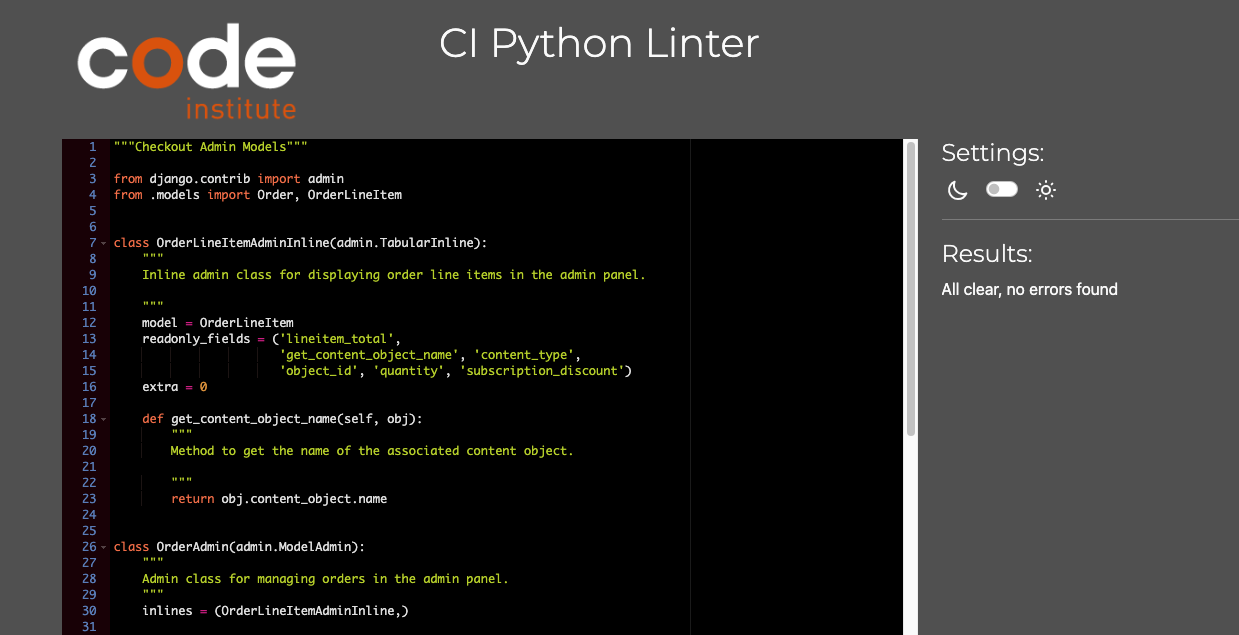 code
institute
CI Python Linter
1 """Checkout Admin Models"""
2
3 from django.contrib import admin
4 from .models import Order, OrderLineItem
5
6
7 class OrderLineItemAdminInline(admin.TabularInline):
8     """
9     Inline admin class for displaying order line items in the admin panel.
10
11     """
12     model = OrderLineItem
13     readonly_fields = ('lineitem_total',
14                        'get_content_object_name', 'content_type',
15                        'object_id', 'quantity', 'subscription_discount')
16     extra = 0
17
18     def get_content_object_name(self, obj):
19         """
20         Method to get the name of the associated content object.
21
22         """
23         return obj.content_object.name
24
25
26 class OrderAdmin(admin.ModelAdmin):
27     """
28     Admin class for managing orders in the admin panel.
29     """
30     inlines = (OrderLineItemAdminInline,)
31
Settings:
Results:
All clear, no errors found